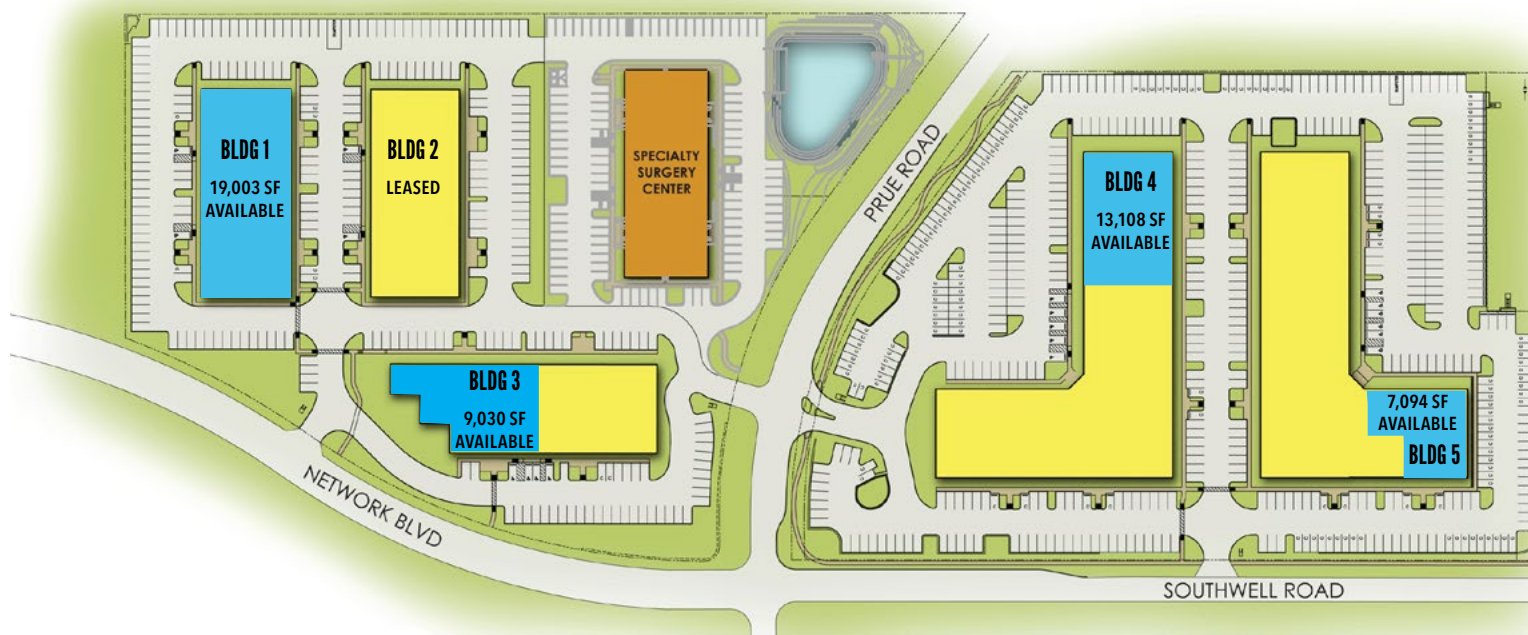 BLDG 1
19,003 SF
AVAILABLE
BLDG 2
LEASED
SPECIALTY
SURGERY
CENTER
PRUE ROAD
BLDG 4
13,108 SF
AVAILABLE
BLDG 3
9,030 SF
AVAILABLE
7,094 SF
AVAILABLE
BLDG 5
NETWORK BLVD
SOUTHWELL ROAD